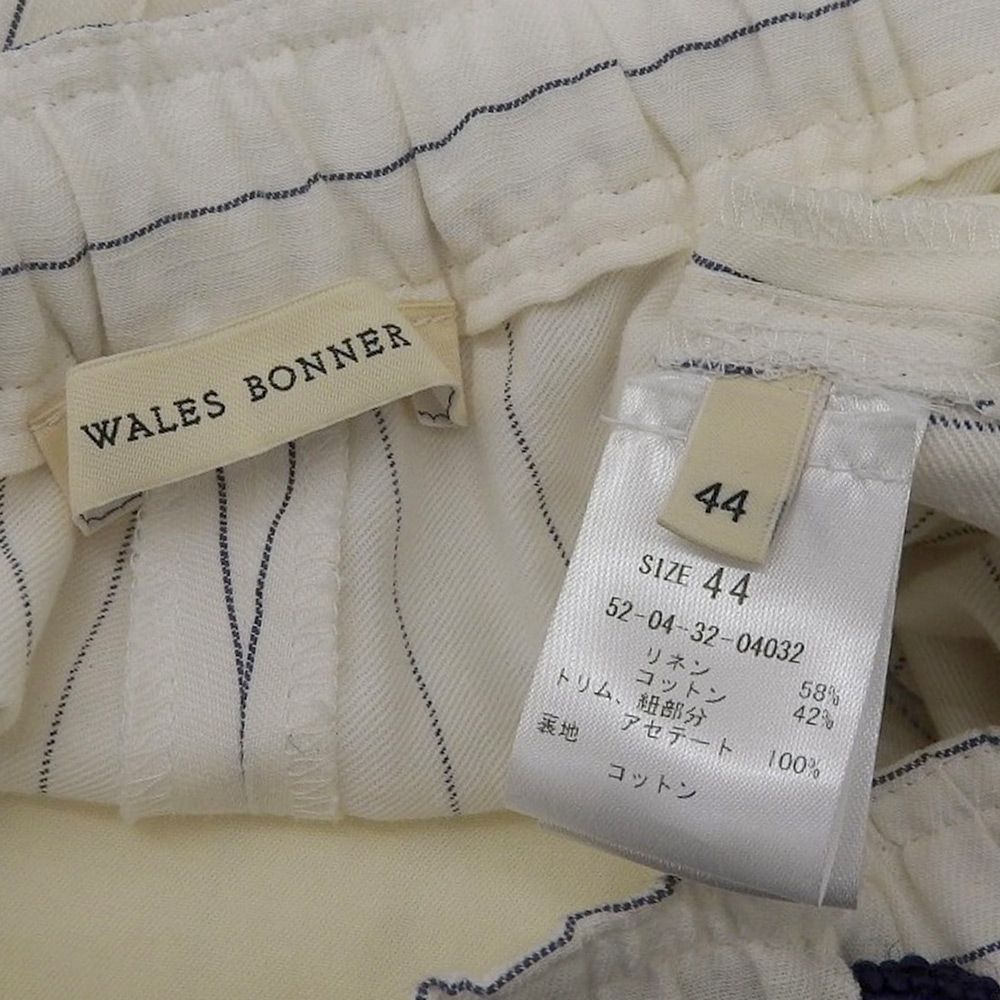 WALES BONNER
44
SIZE 44
52-04-32-04032
リネン 58%
コットン 42%
トリム、紐部分
アセテート 100%
表地
コットン